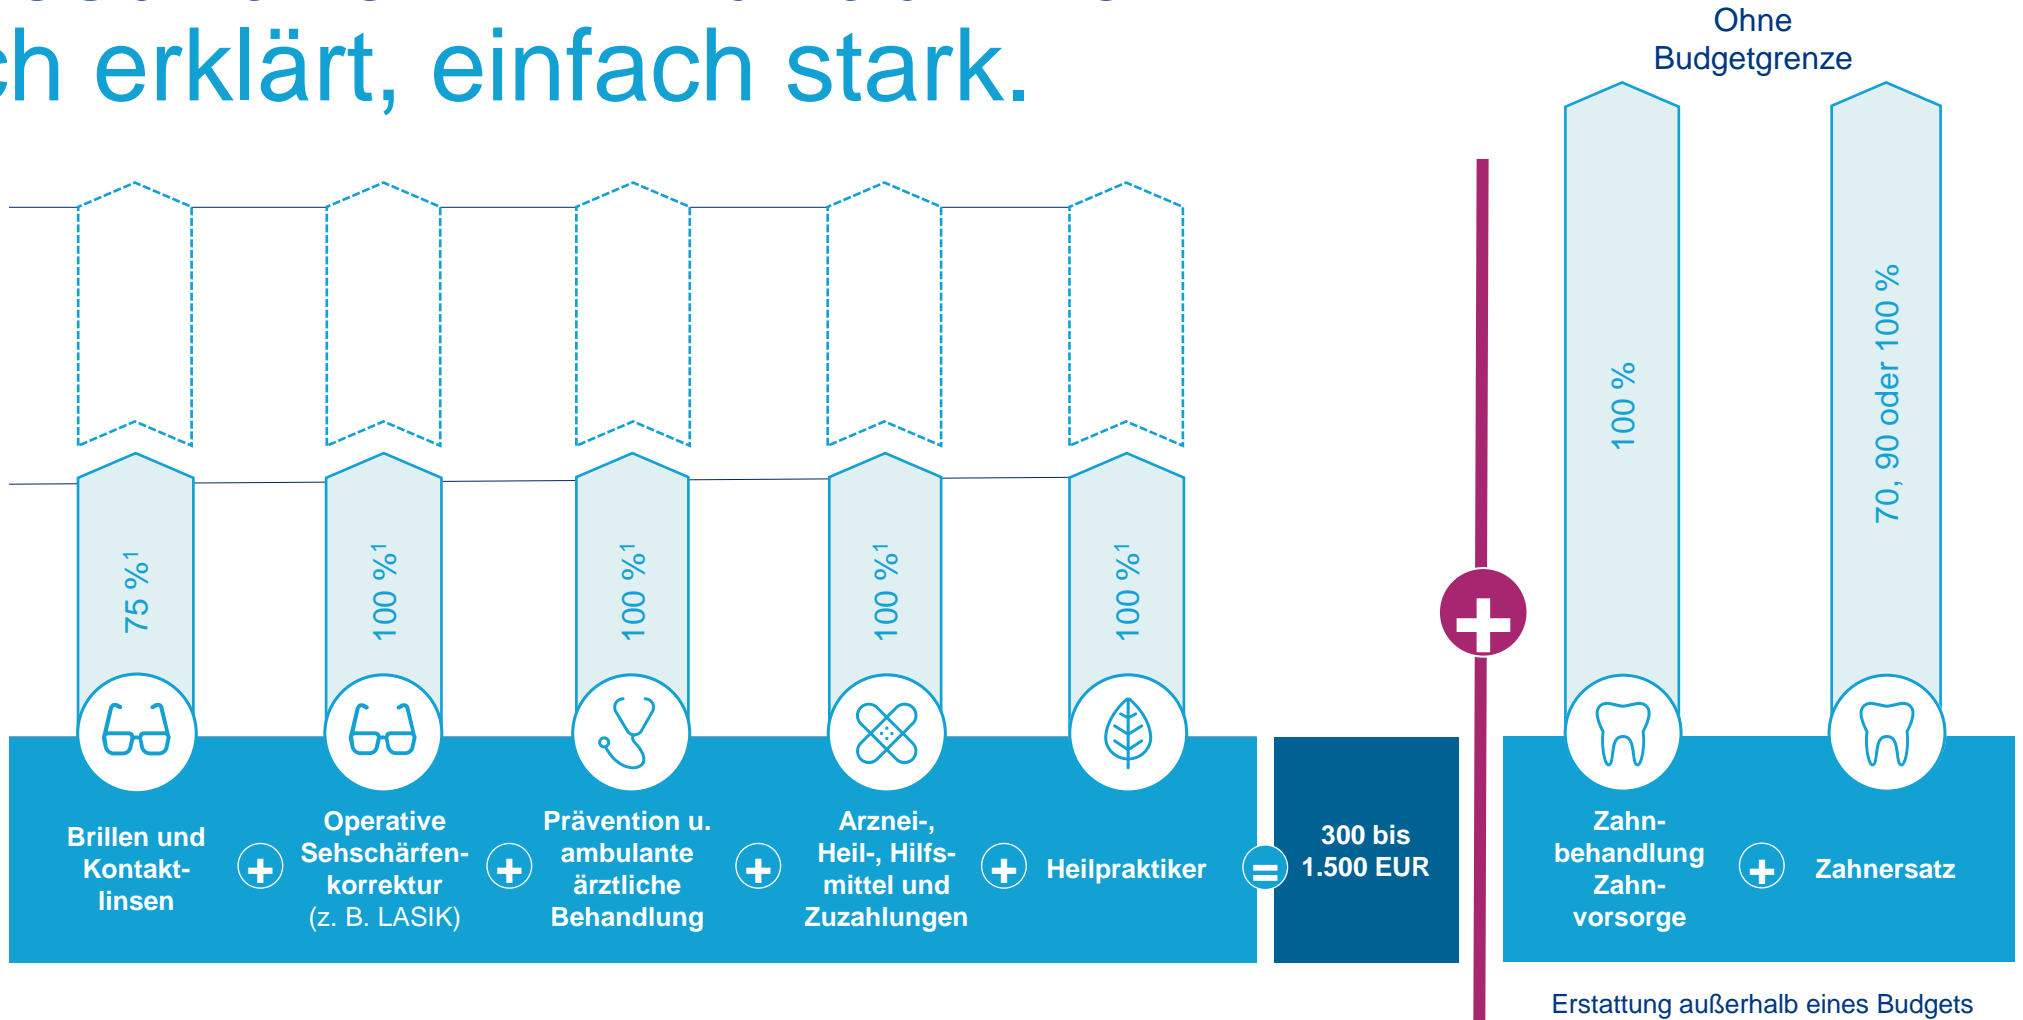 ch erklärt, einfach stark.
Ohne
Budgetgrenze
75 %¹
100 %¹
100 %¹
100 %¹
100 %¹
100 %
70, 90 oder 100 %
Brillen und
Kontakt-
linsen
+
Operative
Sehschärfen-
korrektur
(z. B. LASIK)
+
Prävention u.
ambulante
ärztliche
Behandlung
+
Arznei-,
Heil-, Hilfs-
mittel und
Zuzahlungen
+
Heilpraktiker
=
300 bis
1.500 EUR
+
Zahn-
behandlung
Zahn-
vorsorge
+
Zahnersatz
Erstattung außerhalb eines Budgets